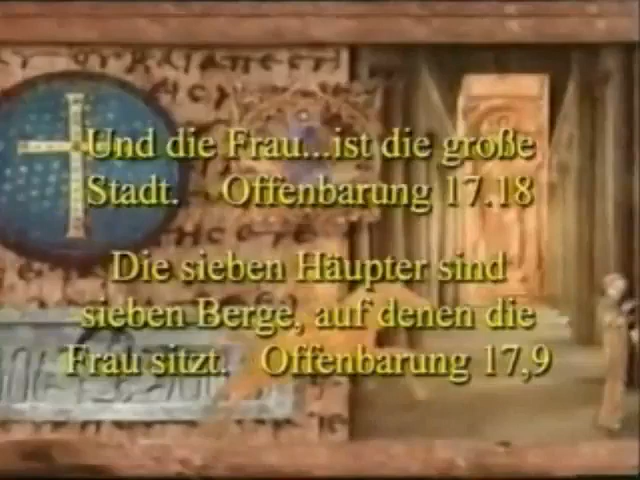 Und die Frau...ist die große
Stadt. Offenbarung 17.18
Die sieben Häupter sind
sieben Berge, auf denen die
Frau sitzt. Offenbarung 17,9